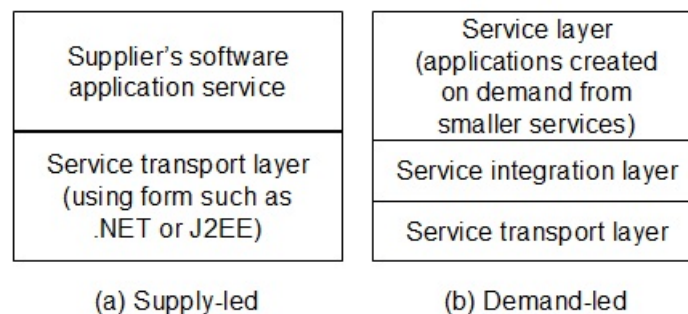 Supplier's software
application service
Service transport layer
(using form such as
.NET or J2EE)
(a) Supply-led
Service layer
(applications created
on demand from
smaller services)
Service integration layer
Service transport layer
(b) Demand-led